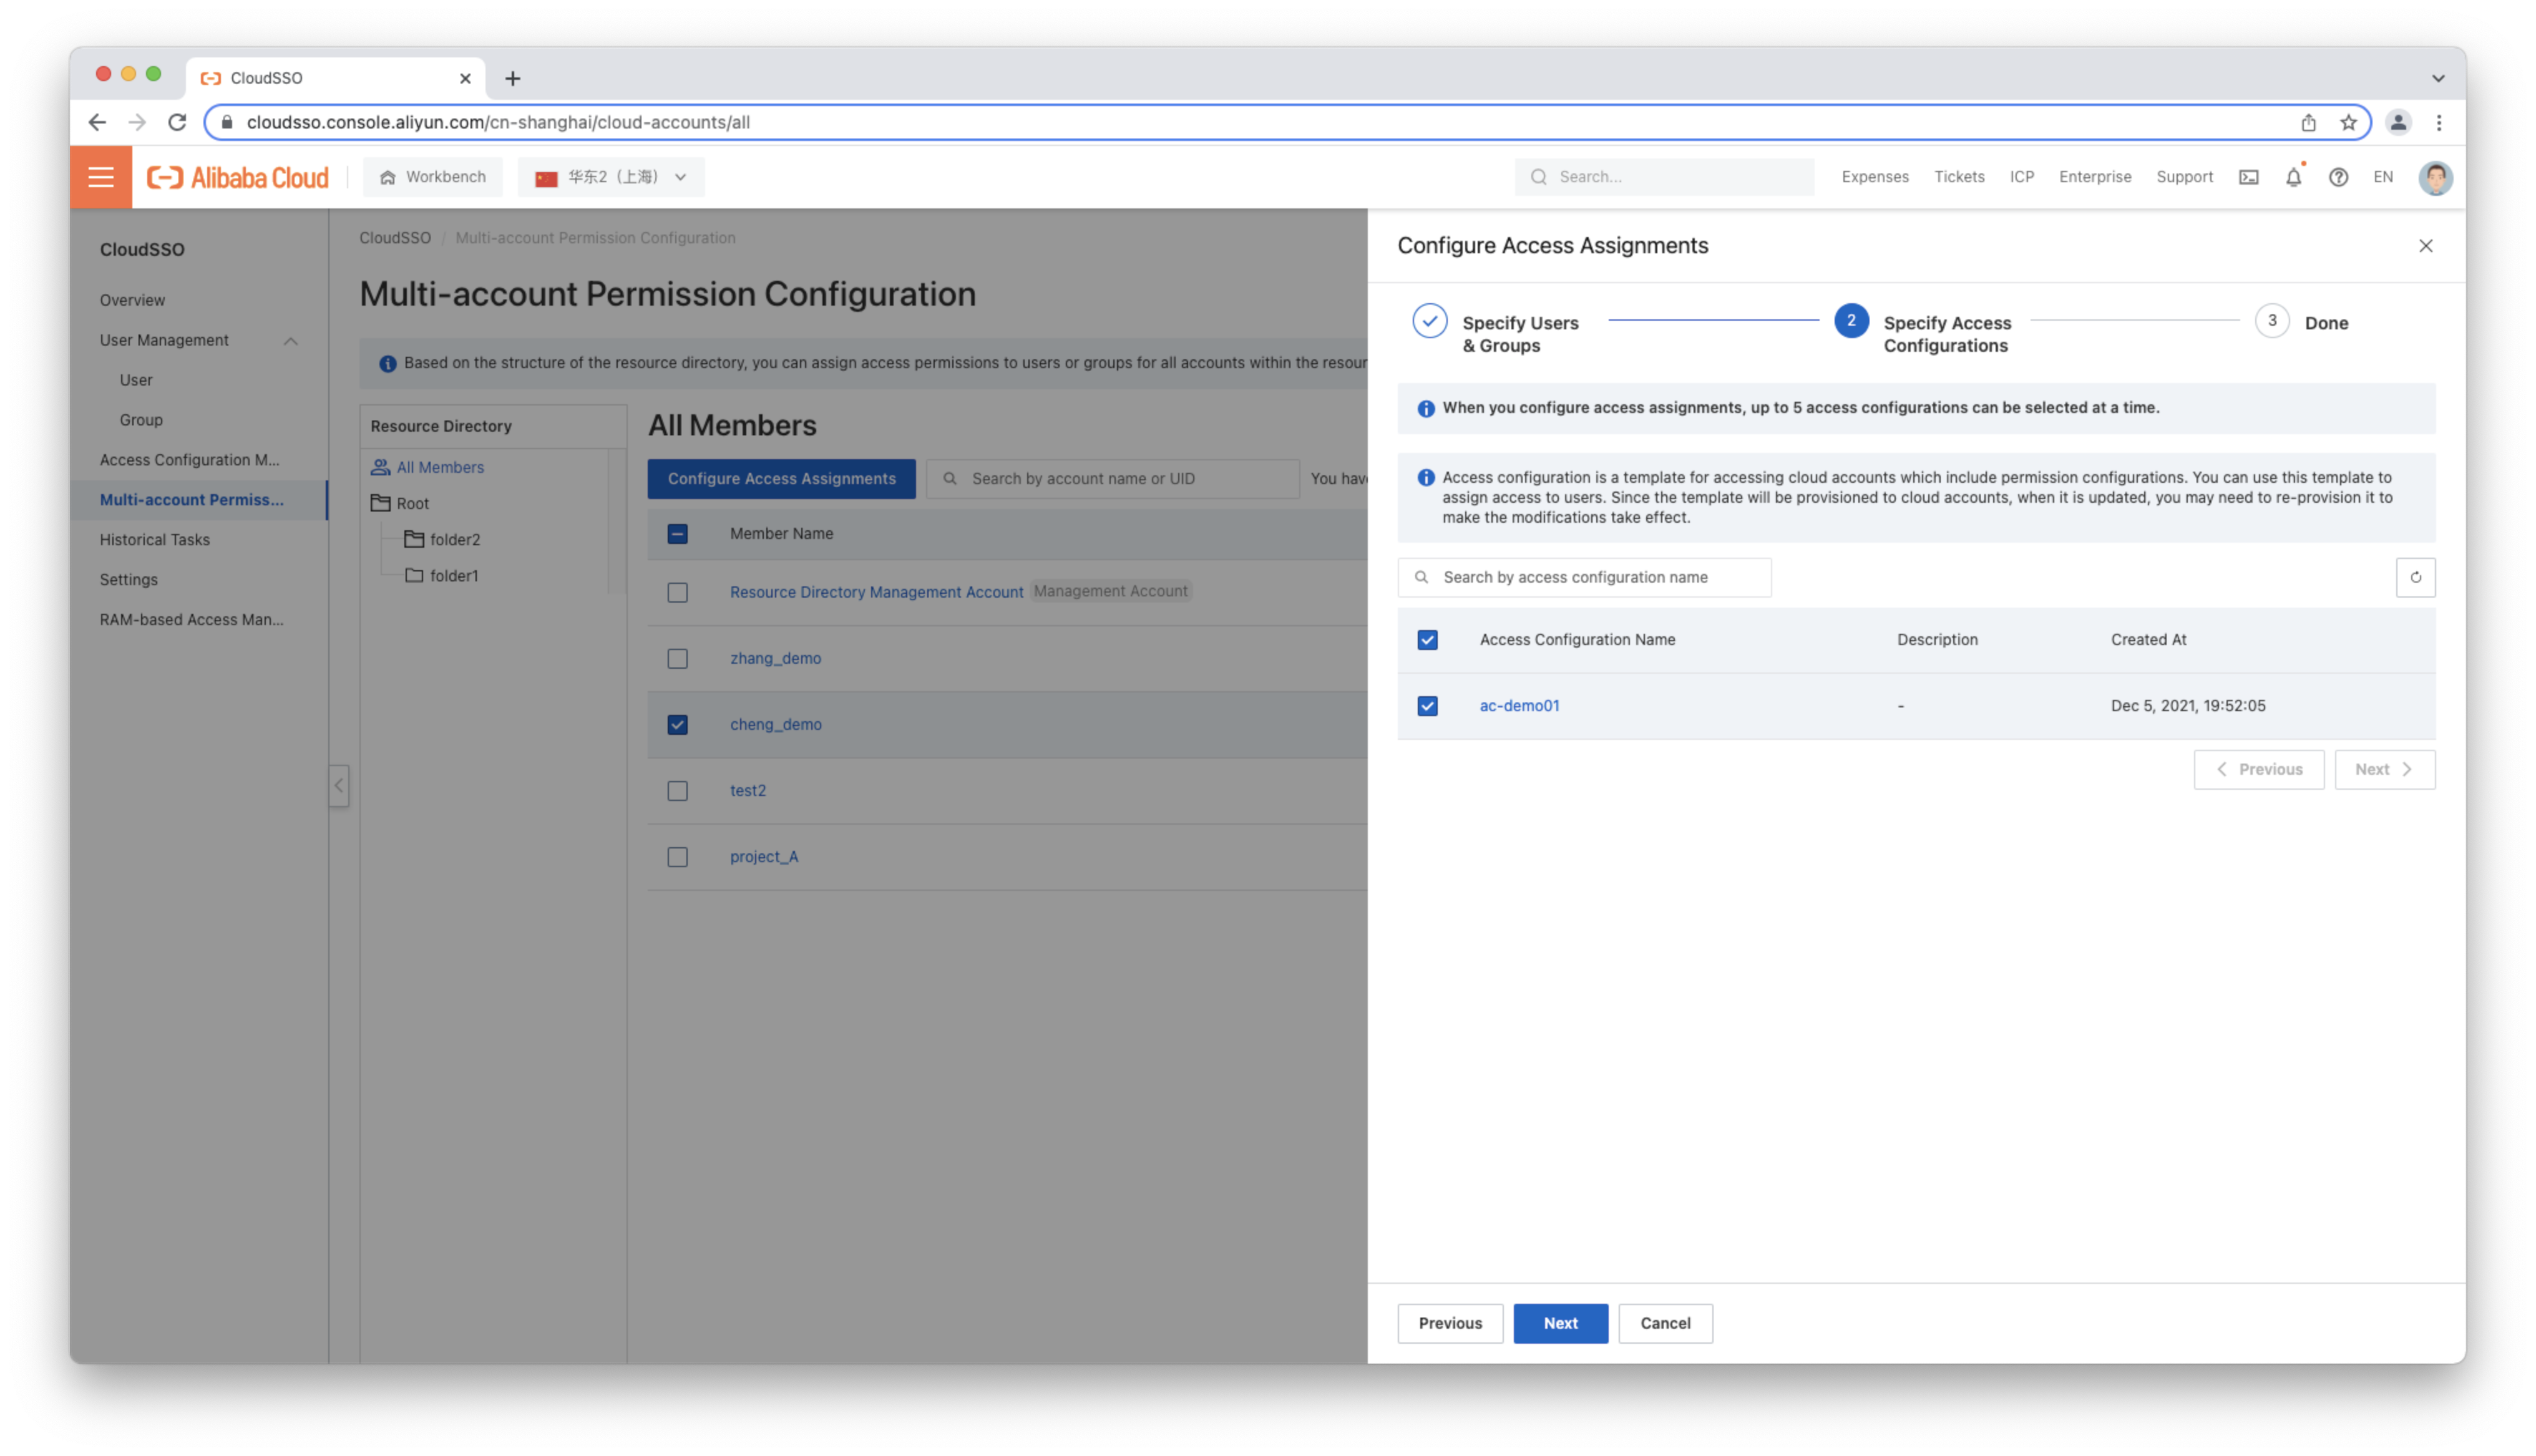 CloudSSO
cloudsso.console.aliyun.com/cn-shanghai/cloud-accounts/all
Alibaba Cloud
Workbench
华东2（上海）
Search...
Expenses
Tickets
ICP
Enterprise
Support
EN
CloudSSO
Overview
User Management
User
Group
Access Configuration M...
Multi-account Permiss...
Historical Tasks
Settings
RAM-based Access Man...
CloudSSO / Multi-account Permission Configuration
Multi-account Permission Configuration
Based on the structure of the resource directory, you can assign access permissions to users or groups for all accounts within the resour
Resource Directory
All Members
Root
folder2
folder1
All Members
Configure Access Assignments
Search by account name or UID
You hav
Member Name
Resource Directory Management Account Management Account
zhang_demo
cheng_demo
test2
project_A
Configure Access Assignments
Specify Users
& Groups
2
Specify Access
Configurations
3
Done
When you configure access assignments, up to 5 access configurations can be selected at a time.
Access configuration is a template for accessing cloud accounts which include permission configurations. You can use this template to
assign access to users. Since the template will be provisioned to cloud accounts, when it is updated, you may need to re-provision it to
make the modifications take effect.
Search by access configuration name
Access Configuration Name
Description
Created At
ac-demo01
-
Dec 5, 2021, 19:52:05
Previous
Next
Previous
Next
Cancel